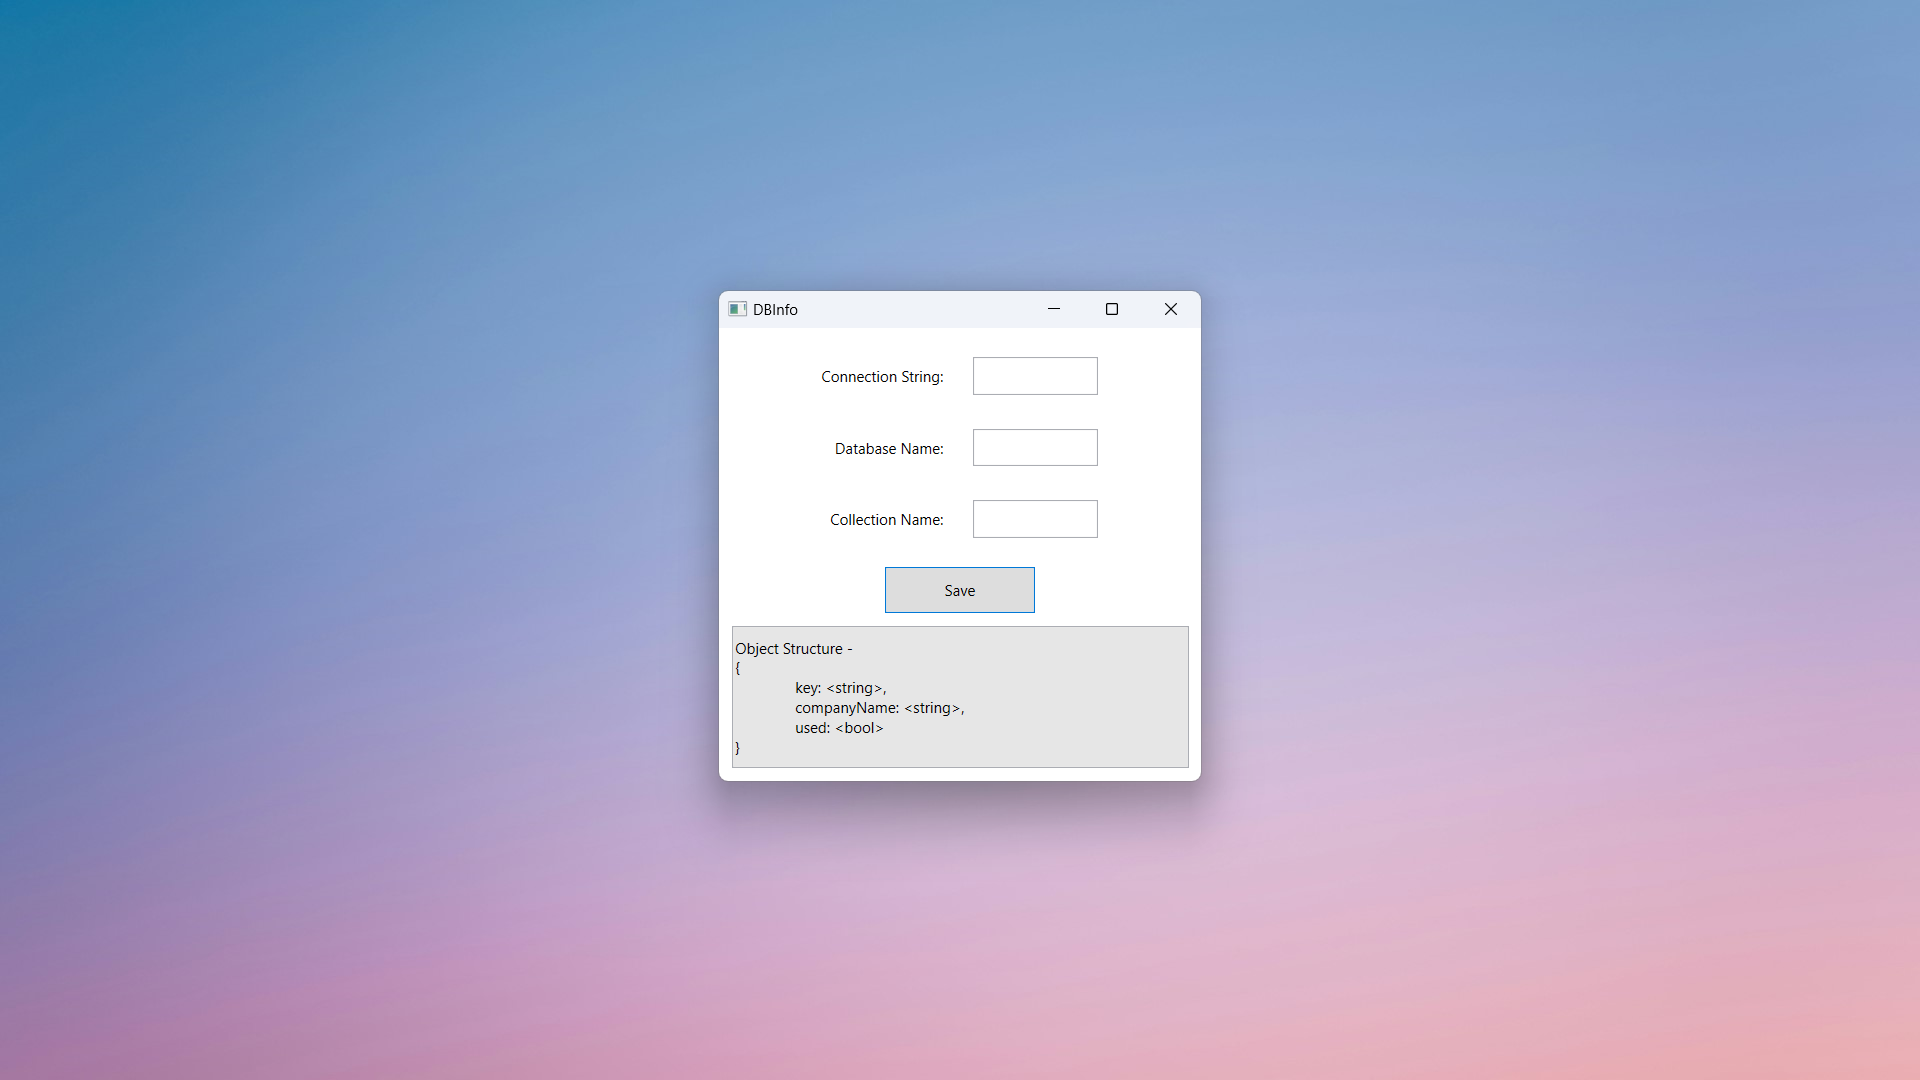 DBInfo
Connection String:
Database Name:
Collection Name:
Save
Object Structure -
{
key: <string>,
companyName: <string>,
used: <bool>
}